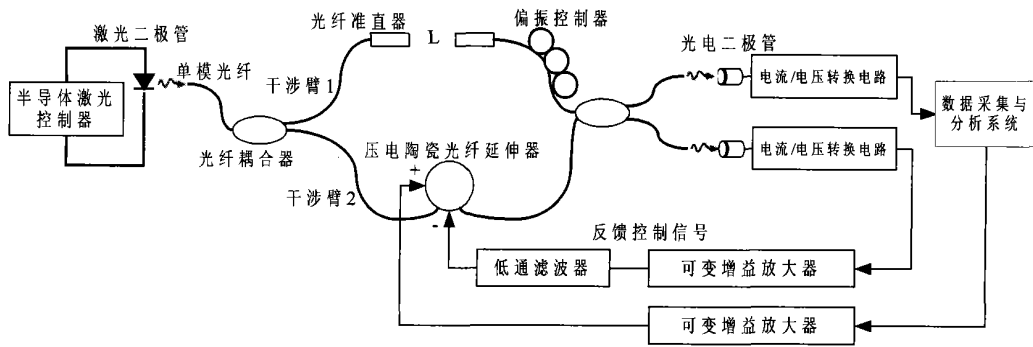 激光二极管
半导体激光
控制器
单模光纤
光纤耦合器
光纤准直器
L
干涉臂1
偏振控制器
光电二极管
电流/电压转换电路
数据采集与
分析系统
压电陶瓷光纤延伸器
电流/电压转换电路
干涉臂2
+
-
反馈控制信号
低通滤波器
可变增益放大器
可变增益放大器